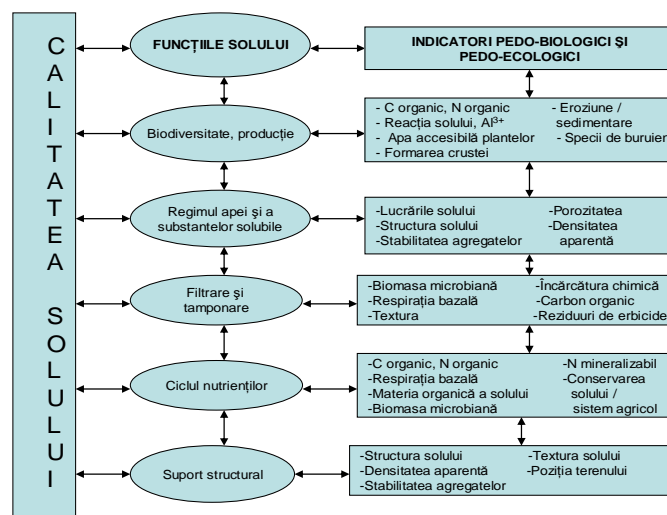 CALITATEA SOLULUI
FUNCȚIILE SOLULUI
INDICATORI PEDO-BIOLOGICI ŞI
PEDO-ECOLOGICI
Biodiversitate, producție
- C organic, N organic
- Reacția solului, Al³⁺
- Apa accesibilă plantelor
- Formarea crustei
- Eroziune /
sedimentare
- Specii de buruien
Regimul apei şi a
substantelor solubile
-Lucrările solului
-Structura solului
-Stabilitatea agregatelor
-Porozitatea
-Densitatea
aparentă
Filtrare şi
tamponare
-Biomasa microbiană
-Respirația bazală
-Textura
-Încărcătura chimică
-Carbon organic
-Reziduuri de erbicide
Ciclul nutrienților
-C organic, N organic
-Respirația bazală
-Materia organică a solului
-Biomasa microbiană
-N mineralizabil
-Conservarea
solului /
sistem agricol
Suport structural
-Structura solului
-Densitatea aparentă
-Stabilitatea agregatelor
-Textura solului
-Poziția terenului